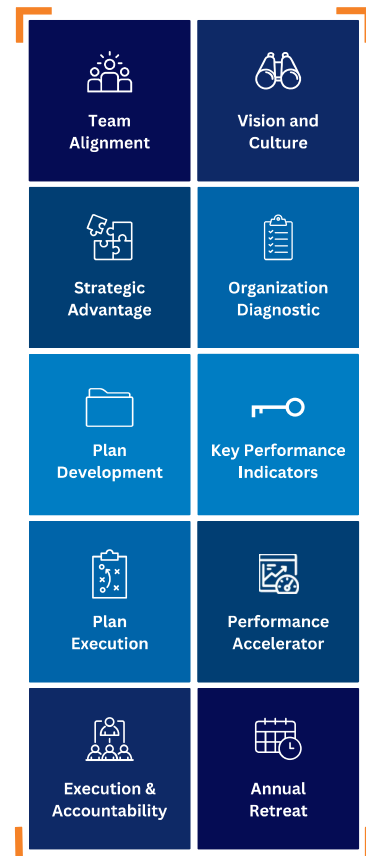 Team
Alignment
Vision and
Culture
Strategic
Advantage
Organization
Diagnostic
Plan
Development
Key Performance
Indicators
Plan
Execution
Performance
Accelerator
Execution &
Accountability
Annual
Retreat